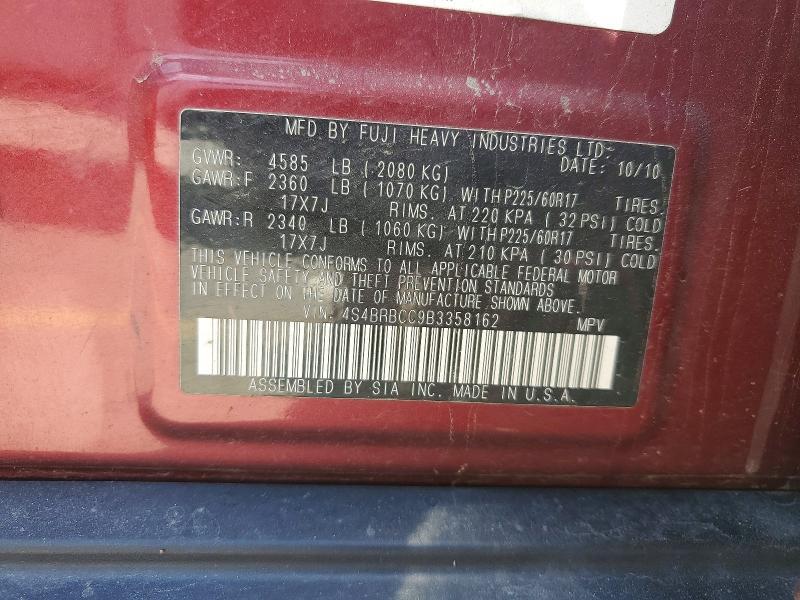 MFD BY FUJI HEAVY INDUSTRIES LTD.
DATE: 10/10
GVWR: 4585 LB ( 2080 KG)
GAWR:F 2360 LB ( 1070 KG) WITH P225/60R17 TIRES.
17X7J RIMS. AT 220 KPA ( 32 PSI) COLD
GAWR:R 2340 LB ( 1060 KG) WITH P225/60R17 TIRES.
17X7J RIMS. AT 210 KPA ( 30 PSI) COLD
THIS VEHICLE CONFORMS TO ALL APPLICABLE FEDERAL MOTOR
VEHICLE SAFETY AND THEFT PREVENTION STANDARDS
IN EFFECT ON THE DATE OF MANUFACTURE SHOWN ABOVE.
VIN: 4S4BRBCC9B3358162 MPV
ASSEMBLED BY SIA INC. MADE IN U.S.A.